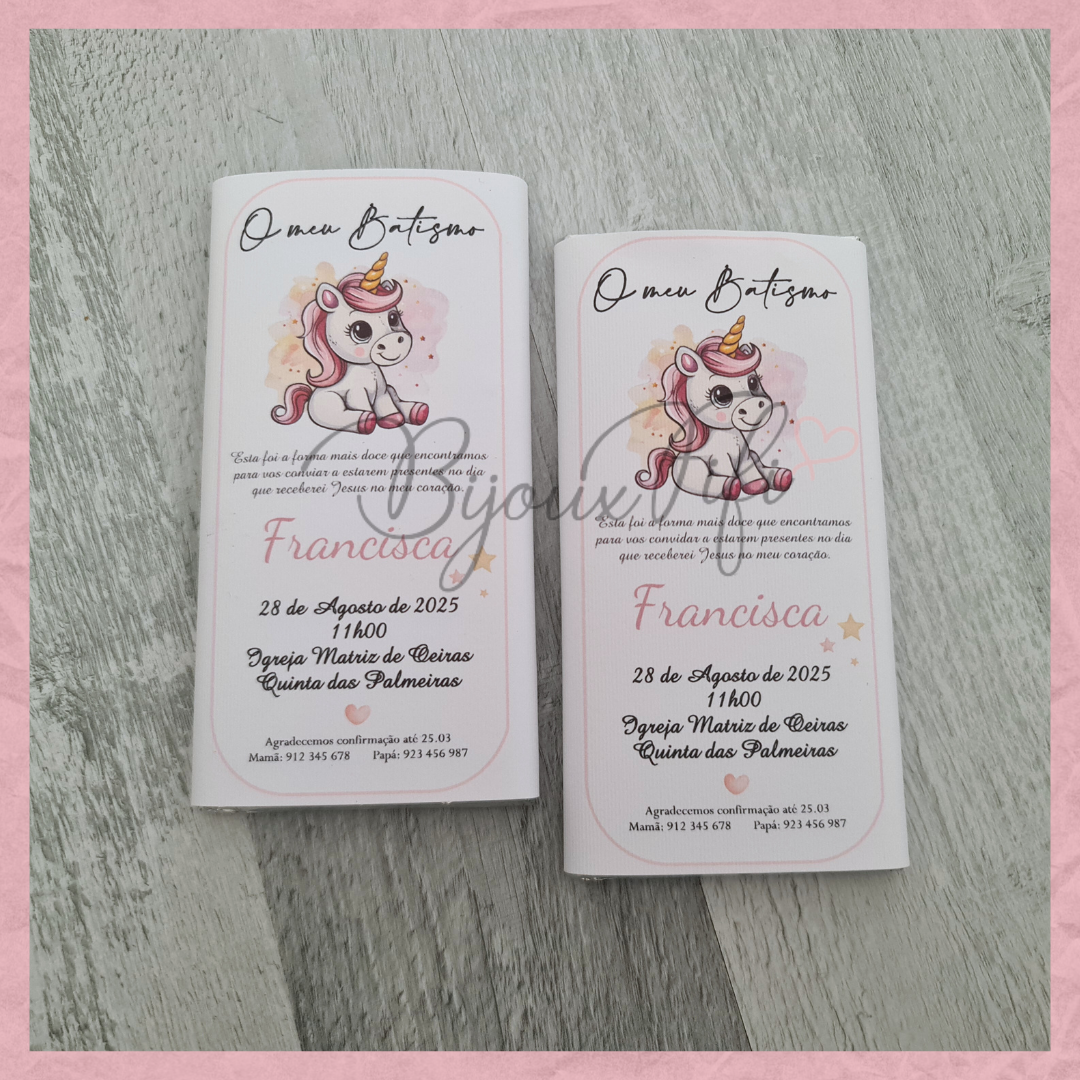 O meu Batismo
Esta foi a forma mais doce que encontramos
para vos conviar a estarem presentes no dia
que receberei Jesus no meu coração.
Francisca
28 de Agosto de 2025
11h00
Igreja Matriz de Oeiras
Quinta das Palmeiras
Agradecemos confirmação até 25.03
Mamã: 912 345 678 Papá: 923 456 987
O meu Batismo
Esta foi a forma mais doce que encontramos
para vos convidar a estarem presentes no dia
que receberei Jesus no meu coração.
Francisca
28 de Agosto de 2025
11h00
Igreja Matriz de Oeiras
Quinta das Palmeiras
Agradecemos confirmação até 25.03
Mamã: 912 345 678 Papá: 923 456 987
BijouxFifi